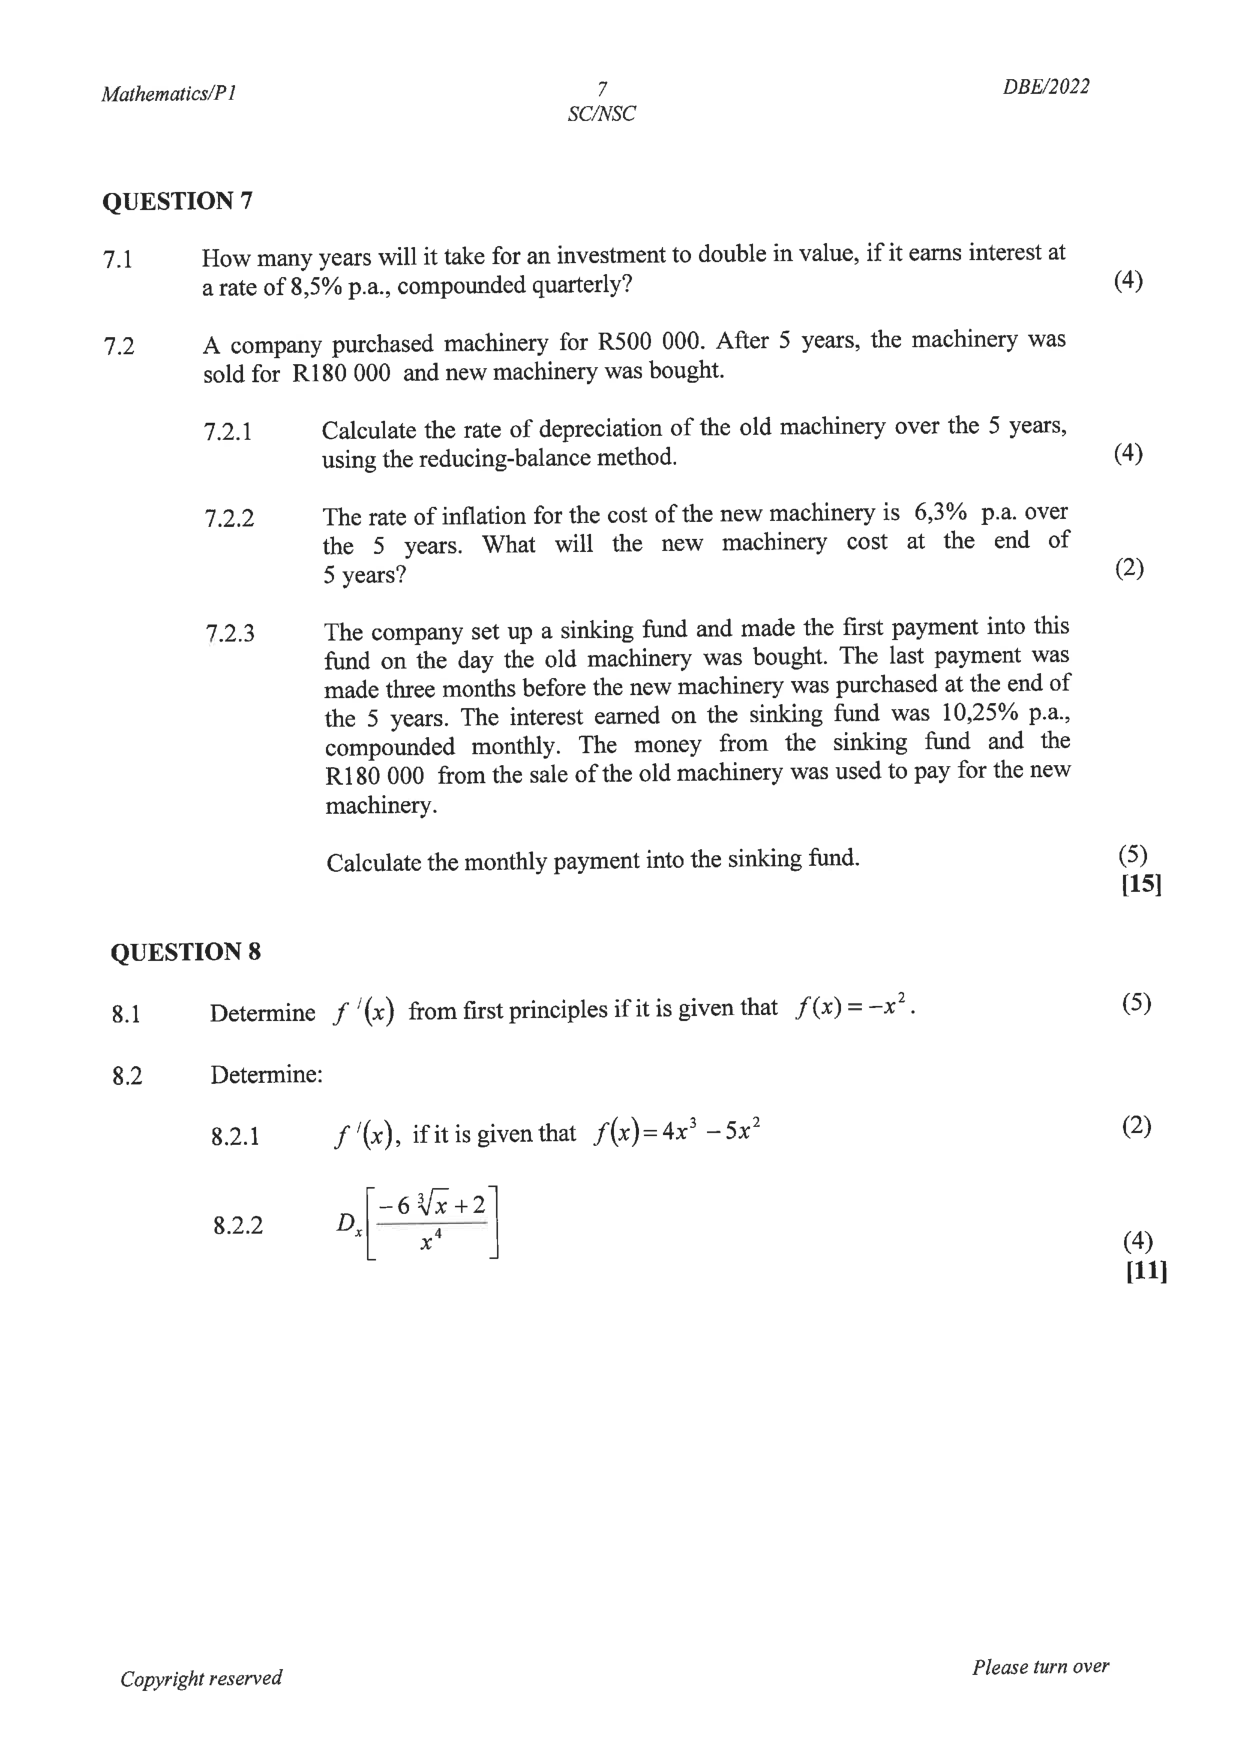 Mathematics/P1
7
SC/NSC
DBE/2022
QUESTION 7
7.1 How many years will it take for an investment to double in value, if it earns interest at
a rate of 8,5% p.a., compounded quarterly? (4)
7.2 A company purchased machinery for R500 000. After 5 years, the machinery was
sold for R180 000 and new machinery was bought.
7.2.1 Calculate the rate of depreciation of the old machinery over the 5 years,
using the reducing-balance method. (4)
7.2.2 The rate of inflation for the cost of the new machinery is 6,3% p.a. over
the 5 years. What will the new machinery cost at the end of
5 years? (2)
7.2.3 The company set up a sinking fund and made the first payment into this
fund on the day the old machinery was bought. The last payment was
made three months before the new machinery was purchased at the end of
the 5 years. The interest earned on the sinking fund was 10,25% p.a.,
compounded monthly. The money from the sinking fund and the
R180 000 from the sale of the old machinery was used to pay for the new
machinery.
Calculate the monthly payment into the sinking fund. (5)
[15]
QUESTION 8
8.1 Determine f ′(x) from first principles if it is given that f(x) = −x². (5)
8.2 Determine:
8.2.1 f ′(x), if it is given that f(x) = 4x³ − 5x² (2)
8.2.2 Dₓ[(−6 ∛x + 2)/x⁴] (4)
[11]
Copyright reserved
Please turn over